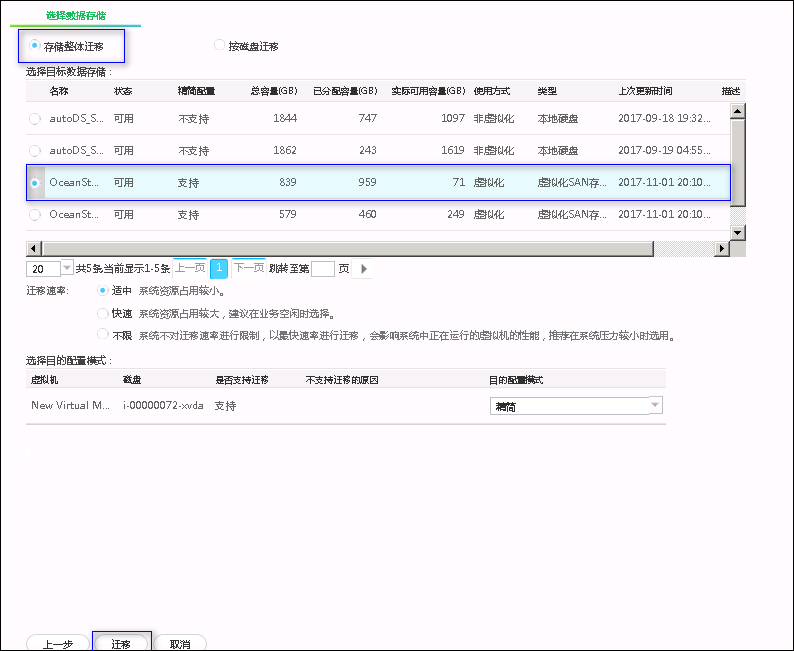 选择数据存储
存储整体迁移 按磁盘迁移
选择目标数据存储：
名称 状态 精简配置 总容量(GB) 已分配容量(GB) 实际可用容量(GB) 使用方式 类型 上次更新时间 描述
autoDS_S... 可用 不支持 1844 747 1097 非虚拟化 本地硬盘 2017-09-18 19:32...
autoDS_S... 可用 不支持 1862 243 1619 非虚拟化 本地硬盘 2017-09-19 04:55...
OceanSt... 可用 支持 839 959 71 虚拟化 虚拟化SAN存... 2017-11-01 20:10...
OceanSt... 可用 支持 579 460 249 虚拟化 虚拟化SAN存... 2017-11-01 20:10...
20 共5条,当前显示1-5条 上一页 1 下一页 跳转至第 页
迁移速率: 适中 系统资源占用较小。
快速 系统资源占用较大，建议在业务空闲时选择。
不限 系统不对迁移速率进行限制，以最快速率进行迁移，会影响系统中正在运行的虚拟机的性能，推荐在系统压力较小时选用。
选择目的配置模式：
虚拟机 磁盘 是否支持迁移 不支持迁移的原因 目的配置模式
New Virtual M... i-00000072-xvda 支持 精简
上一步 迁移 取消